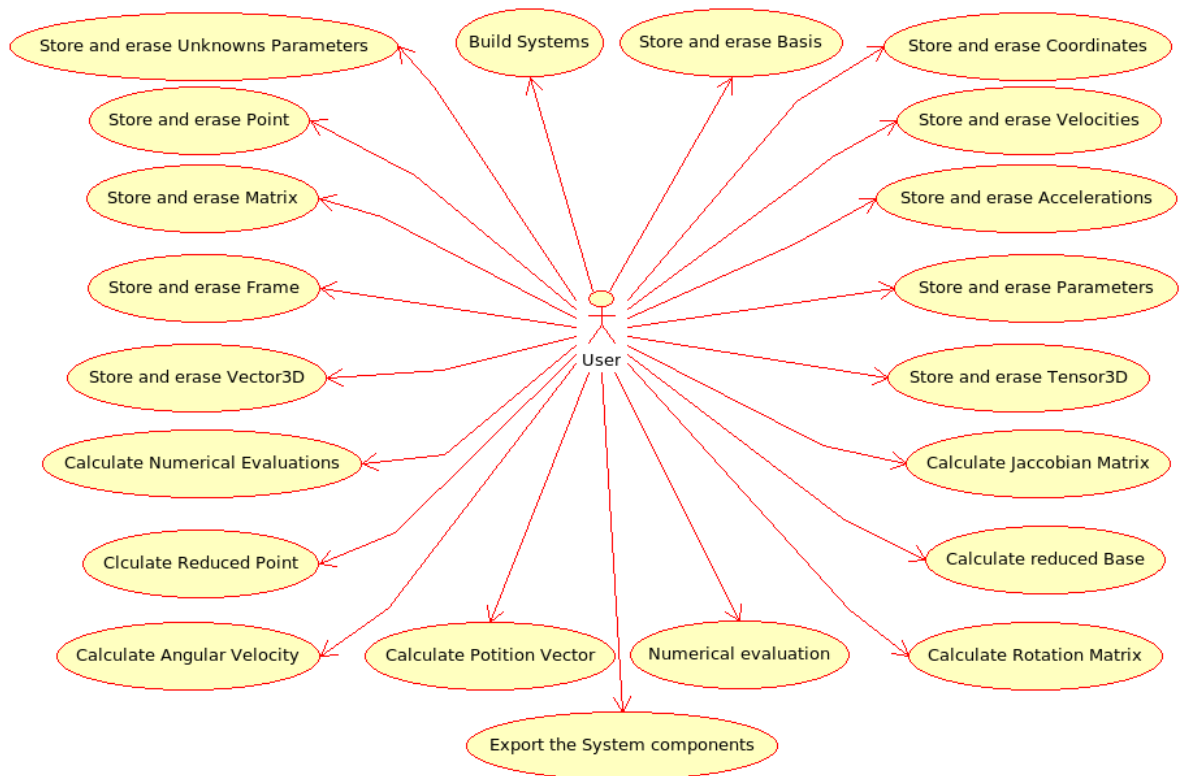 Store and erase Unknowns Parameters
Build Systems
Store and erase Basis
Store and erase Coordinates
Store and erase Point
Store and erase Velocities
Store and erase Matrix
Store and erase Accelerations
Store and erase Frame
Store and erase Parameters
User
Store and erase Vector3D
Store and erase Tensor3D
Calculate Numerical Evaluations
Calculate Jaccobian Matrix
Clculate Reduced Point
Calculate reduced Base
Calculate Angular Velocity
Calculate Potition Vector
Numerical evaluation
Calculate Rotation Matrix
Export the System components